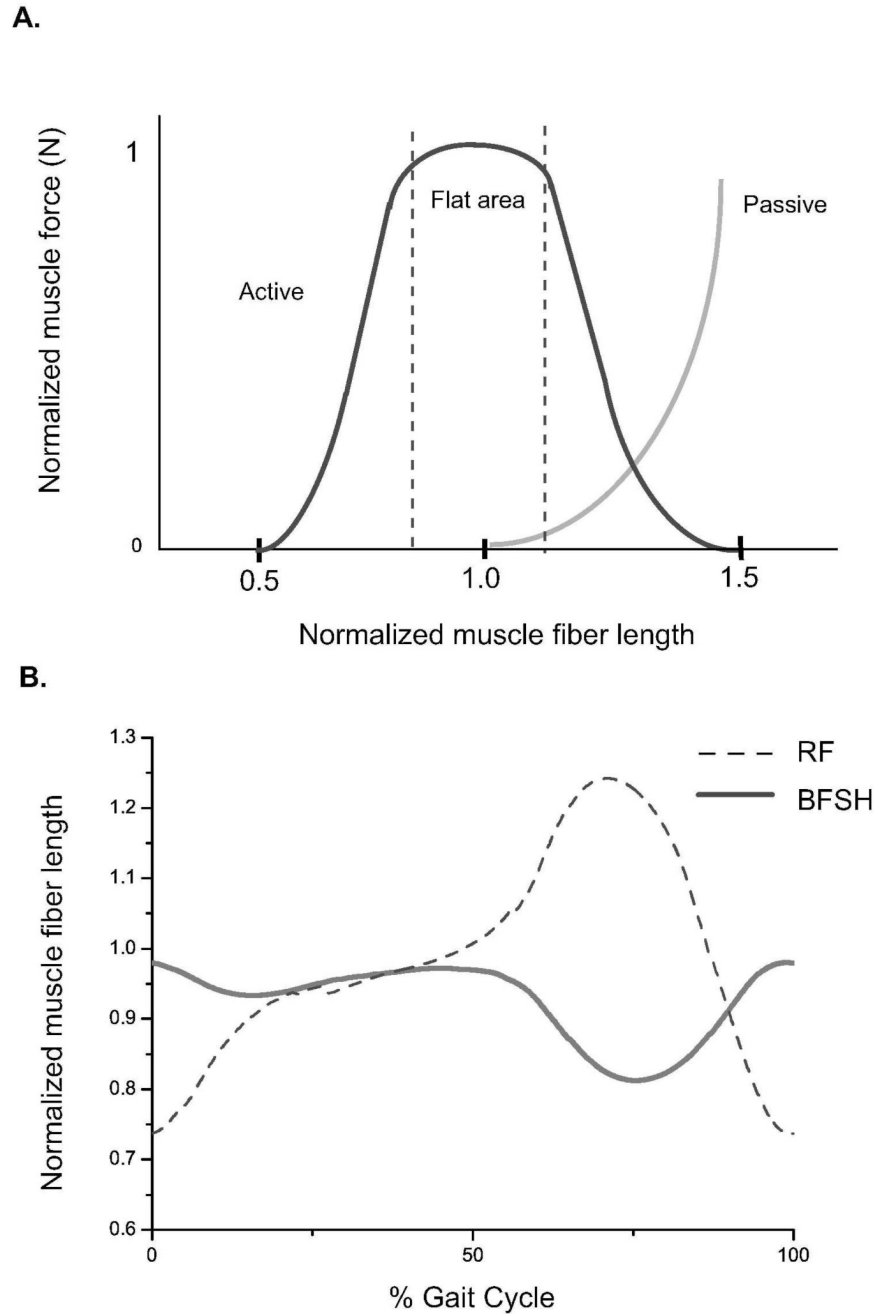 A.
Normalized muscle force (N)
1
0
Active
Flat area
Passive
0.5
1.0
1.5
Normalized muscle fiber length
B.
Normalized muscle fiber length
1.3
1.2
1.1
1.0
0.9
0.8
0.7
0.6
RF
BFSH
0
50
100
% Gait Cycle